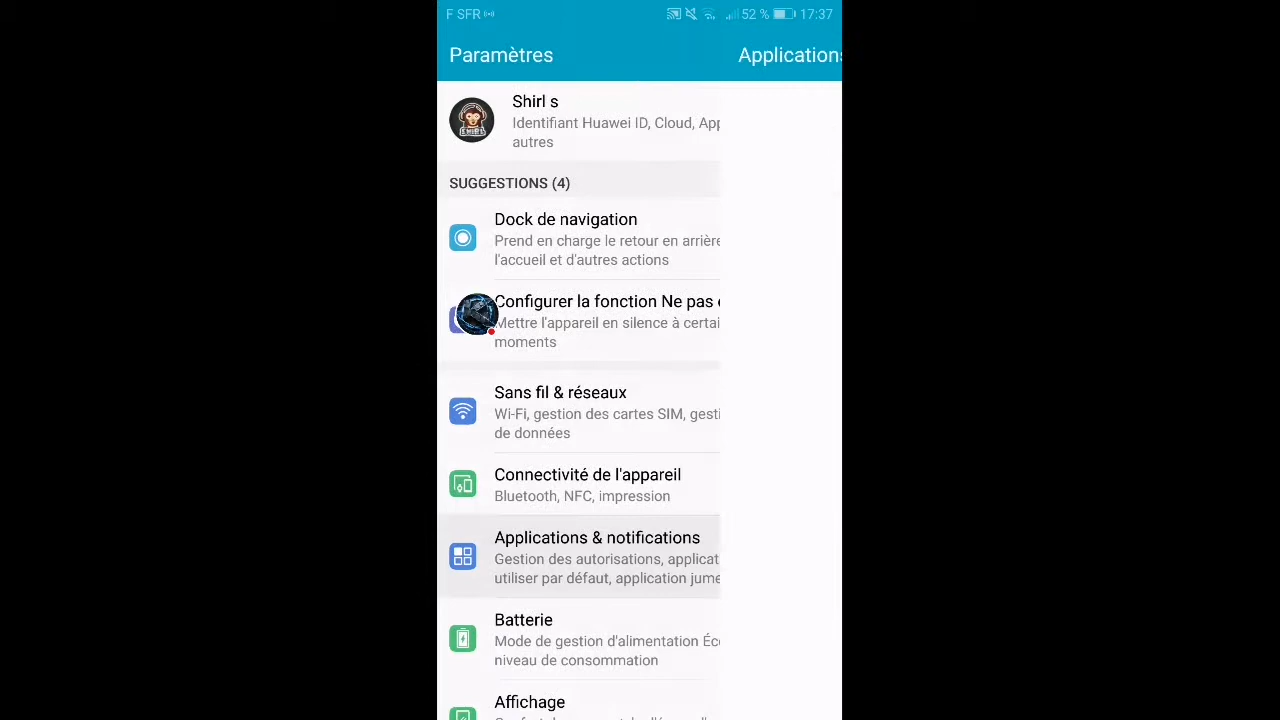 F SFR
52 %
17:37
Paramètres
Applications
Shirl s
Identifiant Huawei ID, Cloud, App
autres
SUGGESTIONS (4)
Dock de navigation
Prend en charge le retour en arrière
l'accueil et d'autres actions
Configurer la fonction Ne pas
Mettre l'appareil en silence à certai
moments
Sans fil & réseaux
Wi-Fi, gestion des cartes SIM, gesti
de données
Connectivité de l'appareil
Bluetooth, NFC, impression
Applications & notifications
Gestion des autorisations, applicat
utiliser par défaut, application jume
Batterie
Mode de gestion d'alimentation Éco
niveau de consommation
Affichage